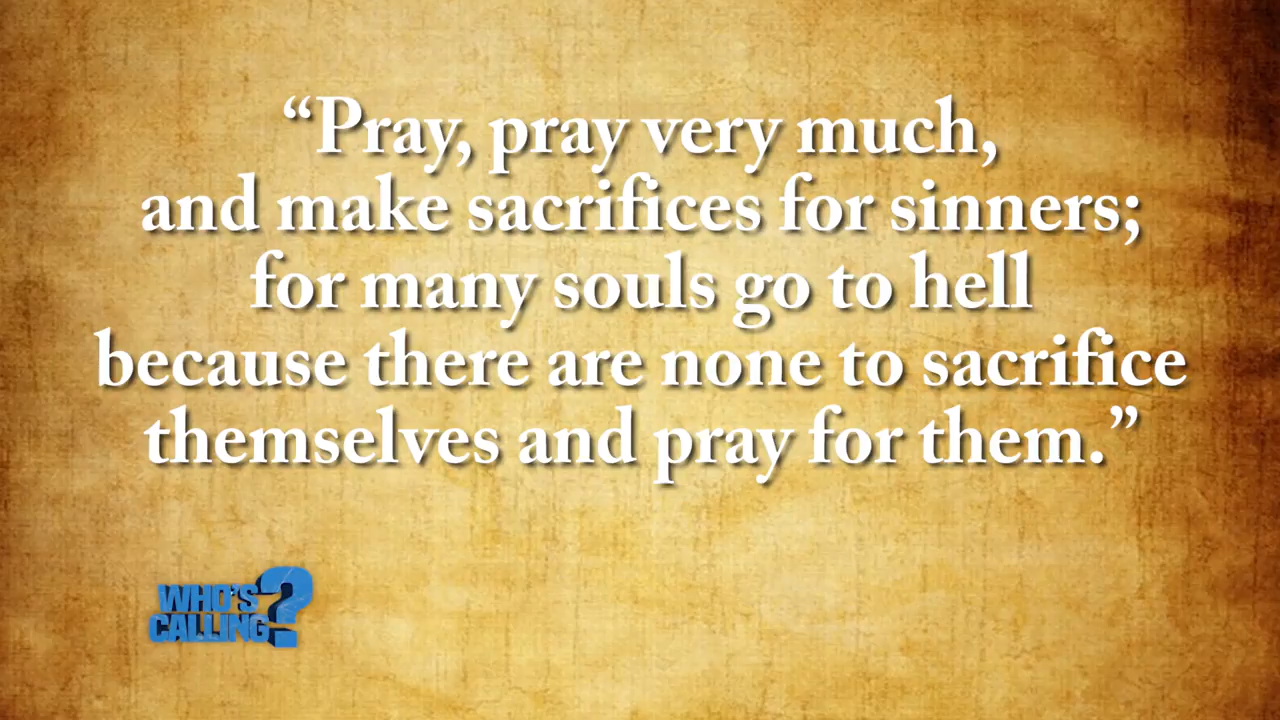 “Pray, pray very much,
and make sacrifices for sinners;
for many souls go to hell
because there are none to sacrifice
themselves and pray for them.”
WHO'S
CALLING?